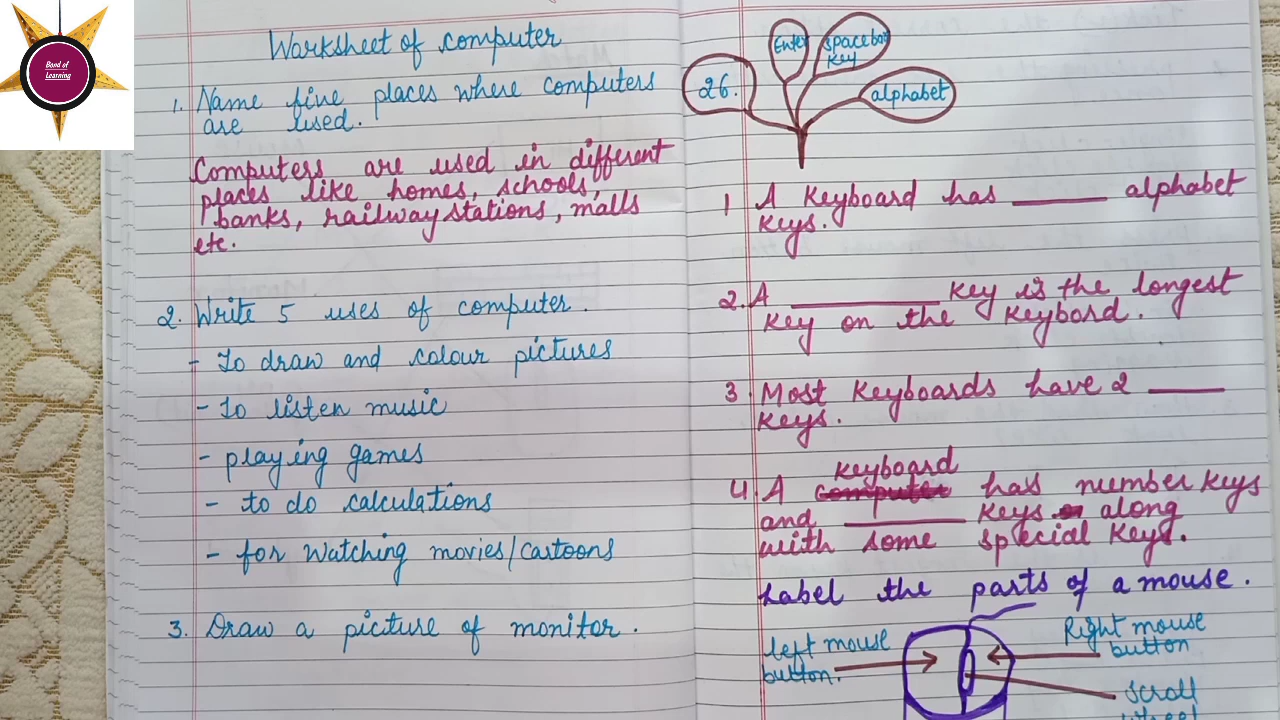 Bond of
Learning
Worksheet of computer
1. Name five places where computers
are used.
Computers are used in different
places like homes, schools,
banks, railway stations, malls
etc.
2. Write 5 uses of computer.
- To draw and colour pictures
- To listen music
- playing games
- to do calculations
- for watching movies/cartoons
3. Draw a picture of monitor.
26.
Enter
spacebar
key
alphabet
1 A keyboard has ______ alphabet
keys.
2. A ______ key is the longest
key on the keybord.
3 Most keyboards have 2 ______
keys.
keyboard
4 A computer has number keys
and ______ keys along
with some special keys.
Label the parts of a mouse.
left mouse
button.
Right mouse
button
scroll
wheel